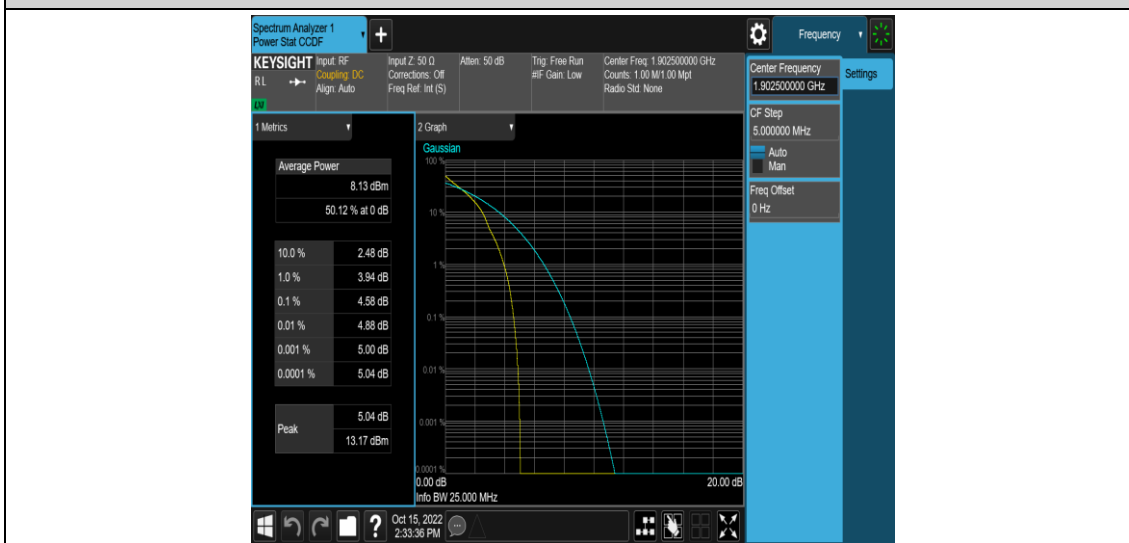 Spectrum Analyzer 1
Power Stat CCDF
+
Frequency
KEYSIGHT
RL
LXI
Input: RF
Coupling: DC
Align: Auto
Input Z: 50 Ω
Corrections: Off
Freq Ref: Int (S)
Atten: 50 dB
Trig: Free Run
#IF Gain: Low
Center Freq: 1.902500000 GHz
Counts: 1.00 M/1.00 Mpt
Radio Std: None
Center Frequency
1.902500000 GHz
Settings
CF Step
5.000000 MHz
Auto
Man
Freq Offset
0 Hz
1 Metrics
Average Power
8.13 dBm
50.12 % at 0 dB
10.0 % 2.48 dB
1.0 % 3.94 dB
0.1 % 4.58 dB
0.01 % 4.88 dB
0.001 % 5.00 dB
0.0001 % 5.04 dB
Peak
5.04 dB
13.17 dBm
2 Graph
Gaussian
100 %
10 %
1 %
0.1 %
0.01 %
0.001 %
0.0001 %
0.00 dB 20.00 dB
Info BW 25.000 MHz
?
Oct 15, 2022
2:33:36 PM